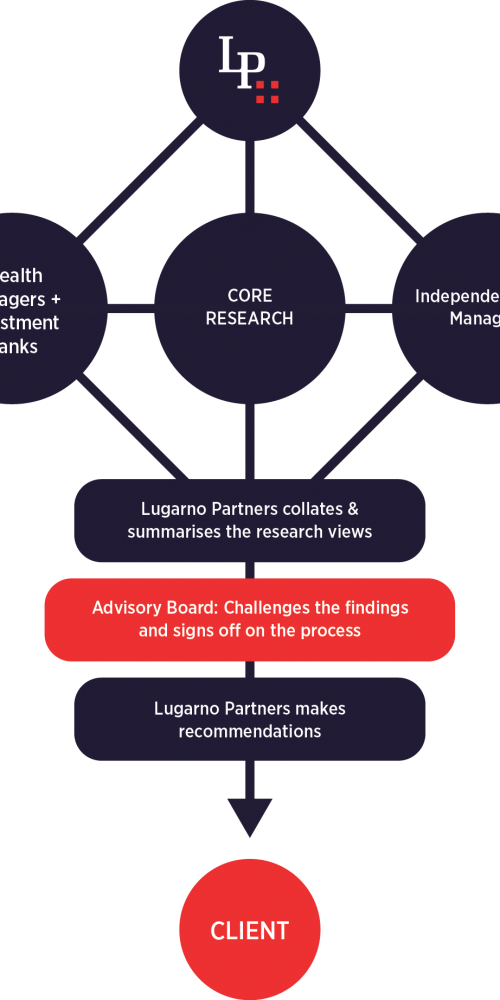 LP
ealth
agers +
stment
anks
CORE
RESEARCH
Independe
Manag
Lugarno Partners collates &
summarises the research views
Advisory Board: Challenges the findings
and signs off on the process
Lugarno Partners makes
recommendations
CLIENT